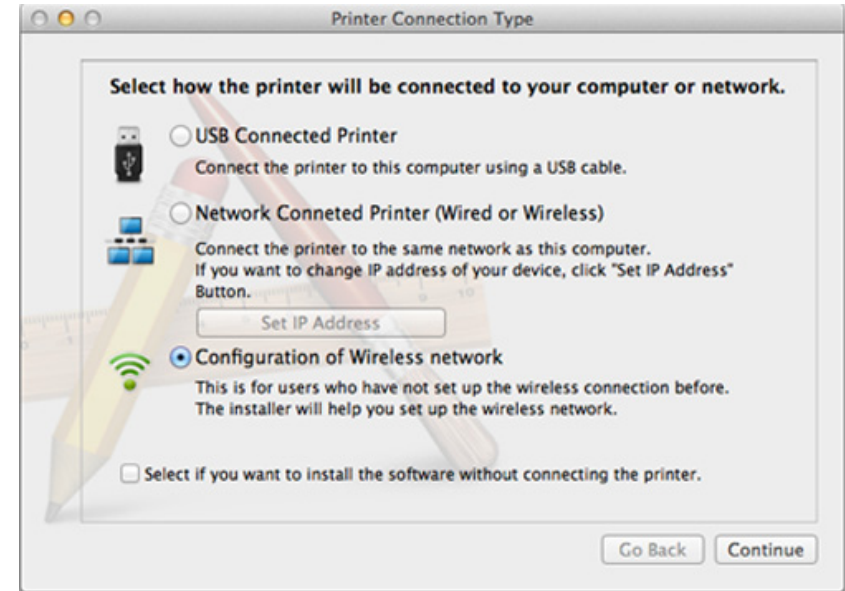 Printer Connection Type
Select how the printer will be connected to your computer or network.
USB Connected Printer
Connect the printer to this computer using a USB cable.
Network Conneted Printer (Wired or Wireless)
Connect the printer to the same network as this computer.
If you want to change IP address of your device, click "Set IP Address"
Button.
Set IP Address
Configuration of Wireless network
This is for users who have not set up the wireless connection before.
The installer will help you set up the wireless network.
Select if you want to install the software without connecting the printer.
Go Back
Continue